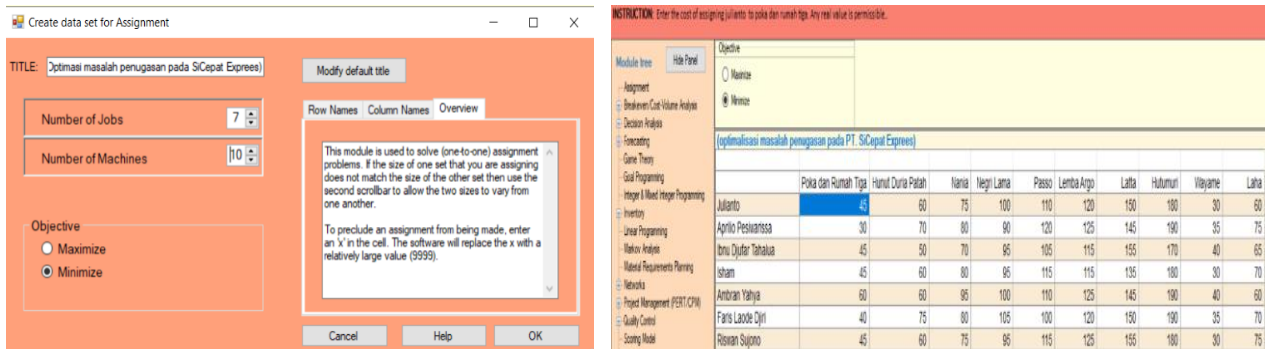 Create data set for Assignment
TITLE: Optimasi masalah penugasan pada SiCepat Exprees)
Modify default title
Number of Jobs 7
Number of Machines 10
Row Names Column Names Overview
This module is used to solve (one-to-one) assignment
problems. If the size of one set that you are assigning
does not match the size of the other set then use the
second scrollbar to allow the two sizes to vary from
one another.
To preclude an assignment from being made, enter
an 'x' in the cell. The software will replace the x with a
relatively large value (9999).
Objective
Maximize
Minimize
Cancel Help OK
INSTRUCTION: Enter the cost of assigning julianto to poka dan rumah tiga. Any real value is permissible.
Module tree Hide Panel
Assignment
Breakeven/Cost-Volume Analysis
Decision Analysis
Forecasting
Game Theory
Goal Programming
Integer & Mixed Integer Programming
Inventory
Linear Programming
Markov Analysis
Material Requirements Planning
Networks
Project Management (PERT/CPM)
Quality Control
Scoring Model
Objective
Maximize
Minimize
(optimalisasi masalah penugasan pada PT. SiCepat Exprees)
Poka dan Rumah Tiga Hunut Duria Patah Nania Negri Lama Passo Lemba Argo Latta Hutumuri Wayame Laha
Julianto 45 60 75 100 110 120 150 180 30 60
Aprilio Pesiwarissa 30 70 80 90 120 125 145 190 35 75
Ibnu Djufar Tahalua 45 50 70 95 105 115 155 170 40 65
Isham 45 60 80 95 115 115 135 180 30 70
Ambran Yahya 60 60 95 100 110 125 145 190 40 60
Faris Laode Djiri 40 75 80 105 100 120 150 190 35 70
Riswan Sujono 45 60 75 95 115 125 155 180 30 75